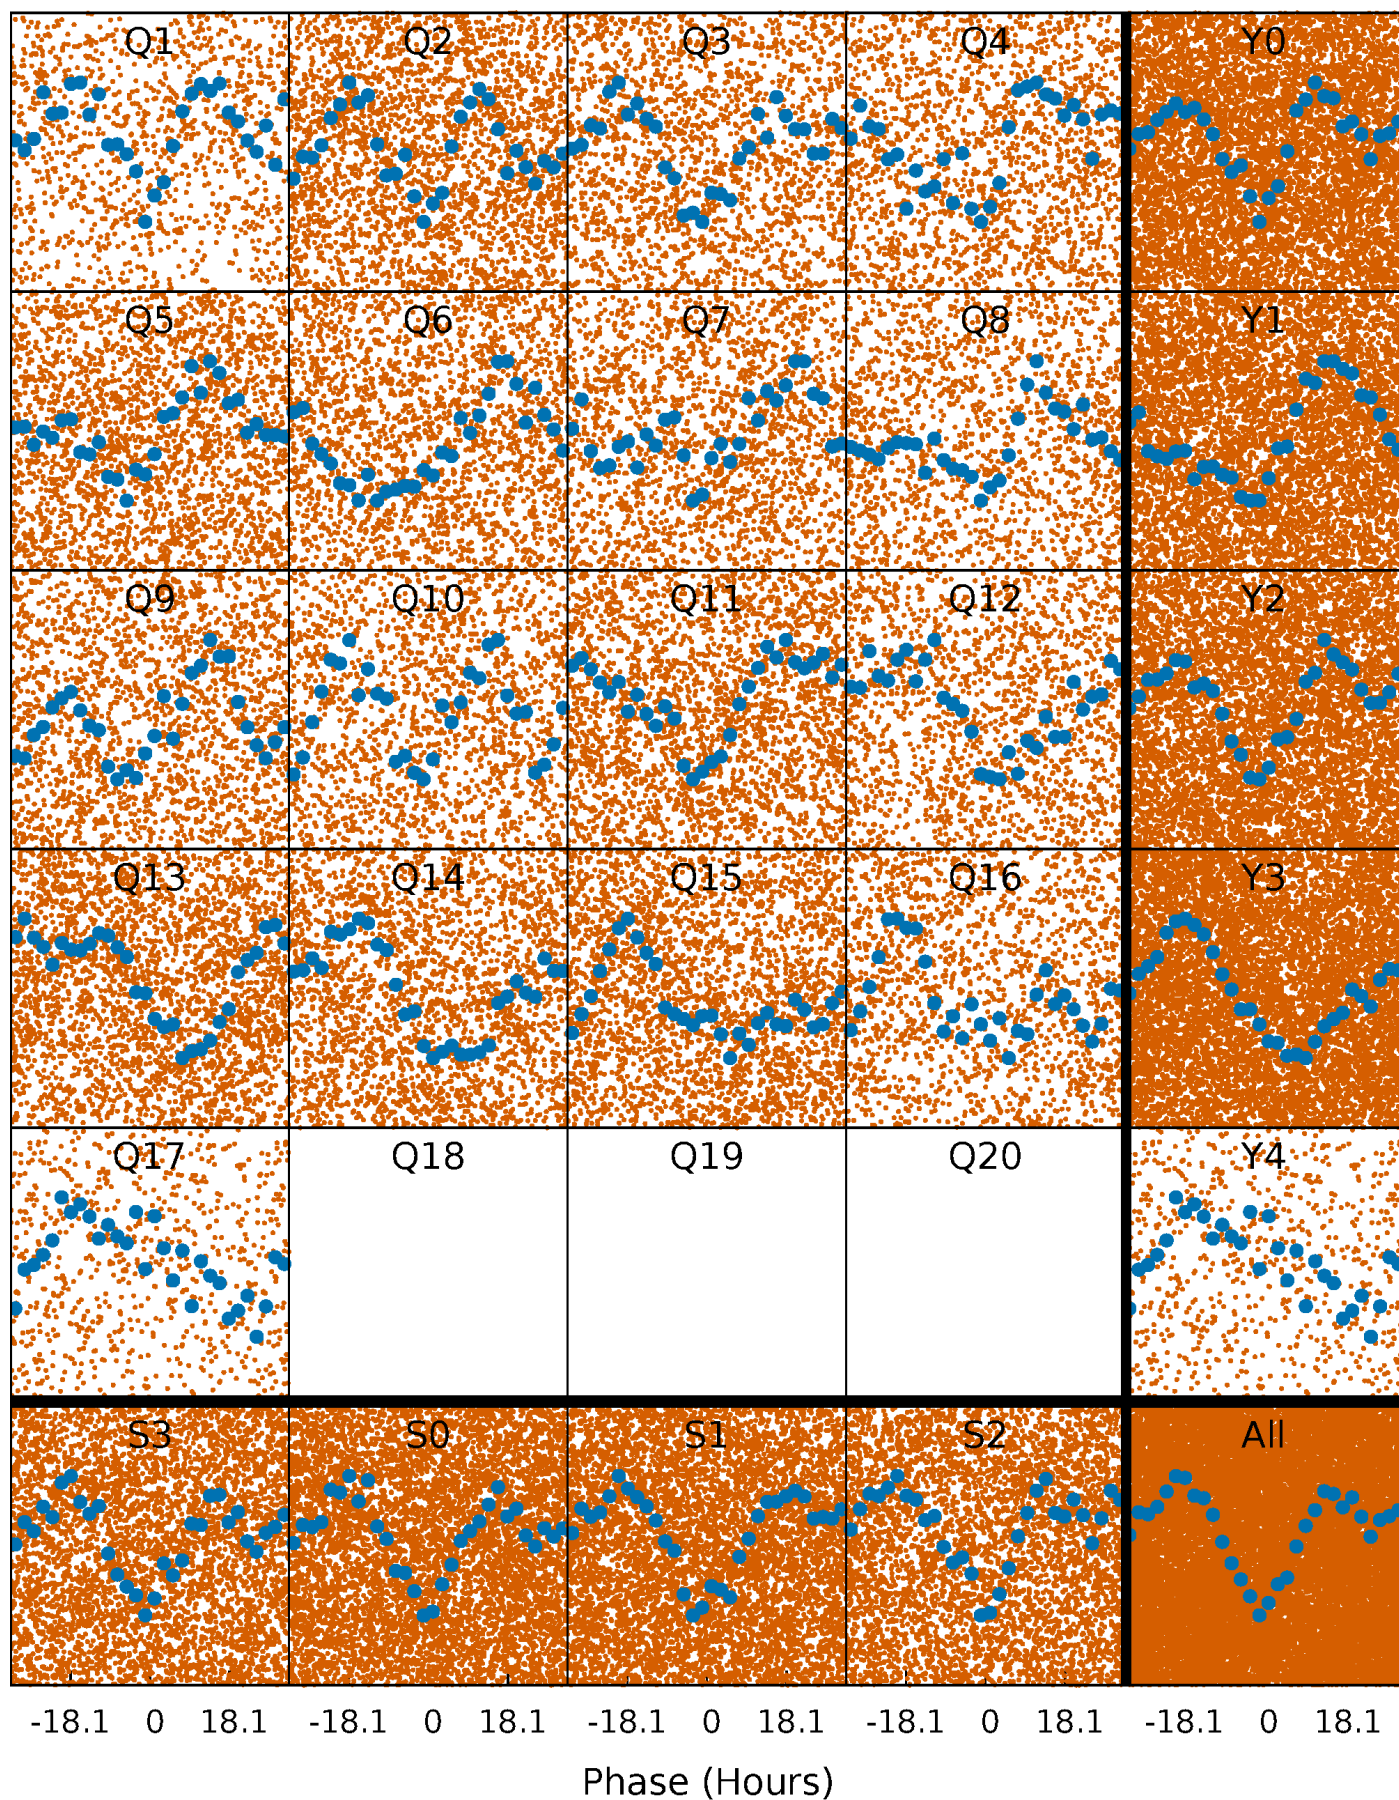 Q1 Q2 Q3 Q4 Y0
Q5 Q6 Q7 Q8 Y1
Q9 Q10 Q11 Q12 Y2
Q13 Q14 Q15 Q16 Y3
Q17 Q18 Q19 Q20 Y4
S3 S0 S1 S2 All
-18.1 0 18.1 -18.1 0 18.1 -18.1 0 18.1 -18.1 0 18.1 -18.1 0 18.1
Phase (Hours)